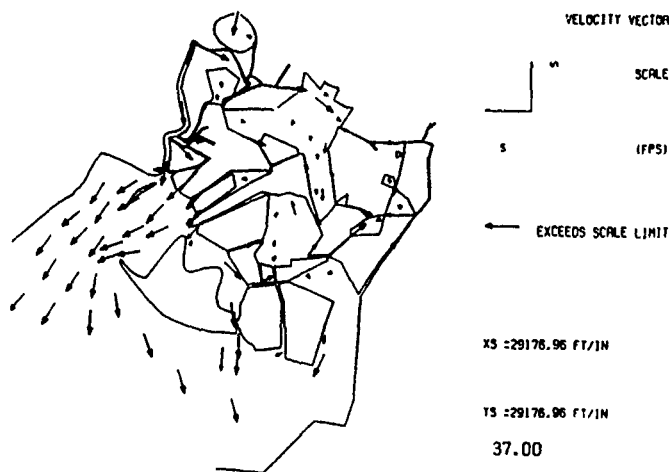 VELOCITY VECTOR
SCALE
5
5
(FPS)
EXCEEDS SCALE LIMIT
XS =29176.96 FT/IN
YS =29176.96 FT/IN
37.00